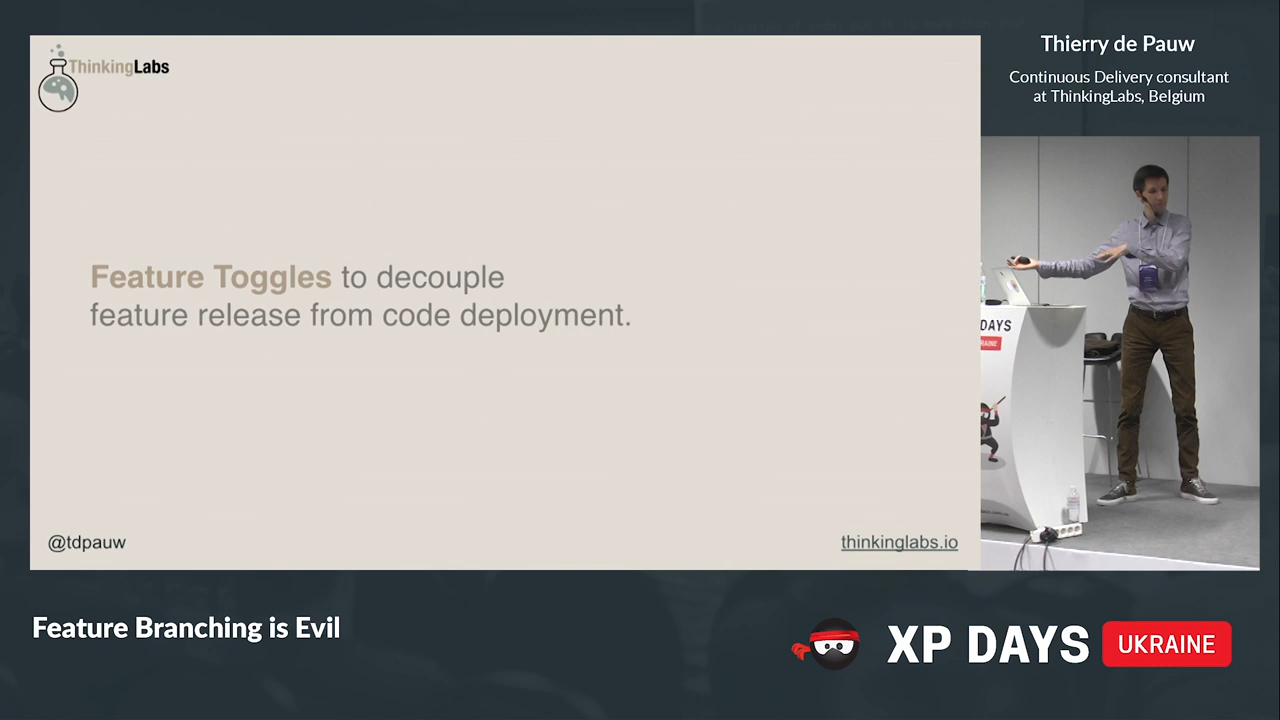 ThinkingLabs
Feature Toggles to decouple
feature release from code deployment.
@tdpauw
thinkinglabs.io
Thierry de Pauw
Continuous Delivery consultant
at ThinkingLabs, Belgium
DAYS
Feature Branching is Evil
XP DAYS UKRAINE